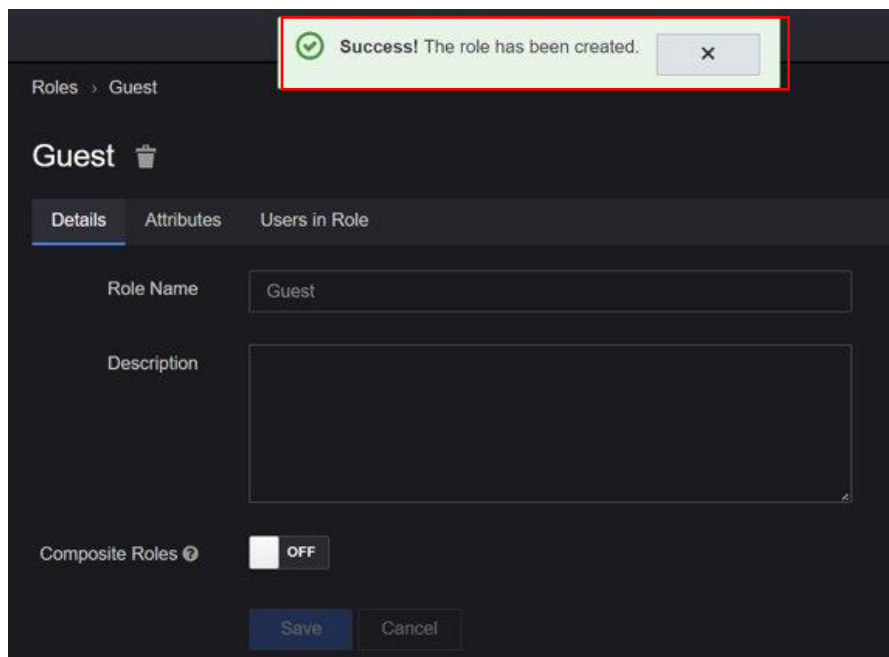 Success! The role has been created. ×
Roles › Guest
Guest
Details Attributes Users in Role
Role Name Guest
Description
Composite Roles ? OFF
Save Cancel